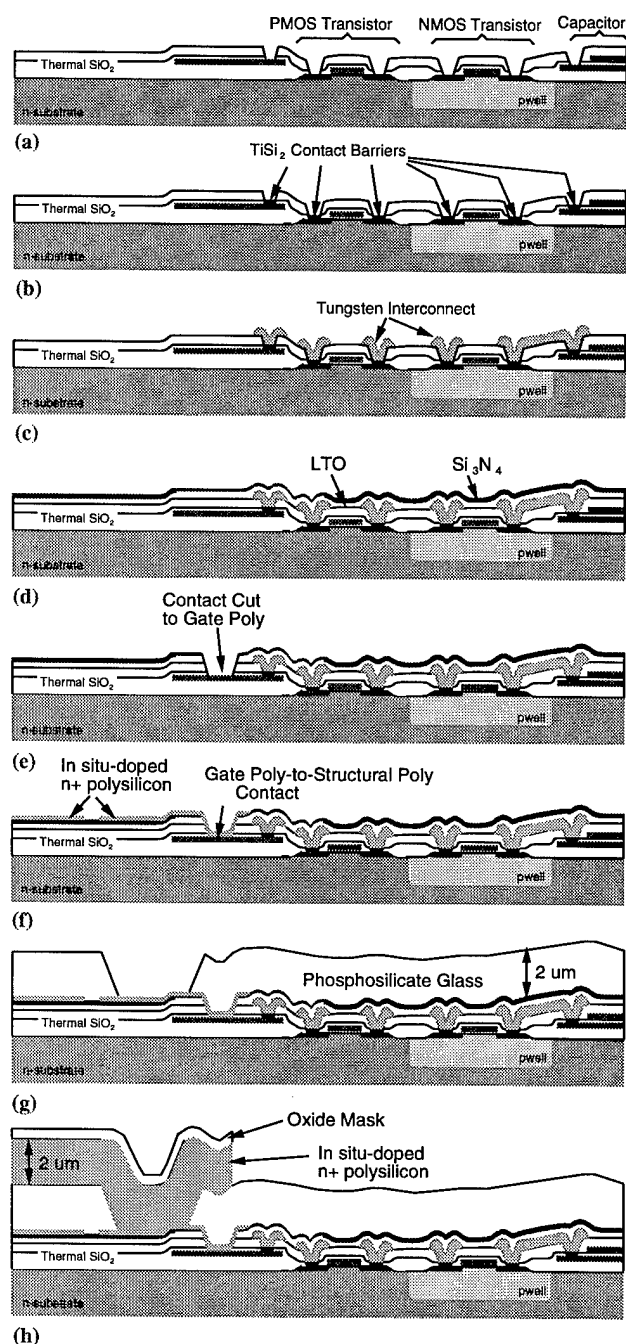 PMOS Transistor NMOS Transistor Capacitor
Thermal SiO₂
pwell
n-substrate
(a)
TiSi₂ Contact Barriers
Thermal SiO₂
pwell
n-substrate
(b)
Tungsten Interconnect
Thermal SiO₂
n-substrate
pwell
(c)
LTO Si₃N₄
Thermal SiO₂
n-substrate
pwell
(d)
Contact Cut
to Gate Poly
Thermal SiO₂
n-substrate
pwell
(e)
In situ-doped
n+ polysilicon
Gate Poly-to-Structural Poly
Contact
Thermal SiO₂
n-substrate
pwell
(f)
Phosphosilicate Glass
2 um
Thermal SiO₂
n-substrate
pwell
(g)
Oxide Mask
In situ-doped
n+ polysilicon
2 um
Thermal SiO₂
n-substrate
pwell
(h)